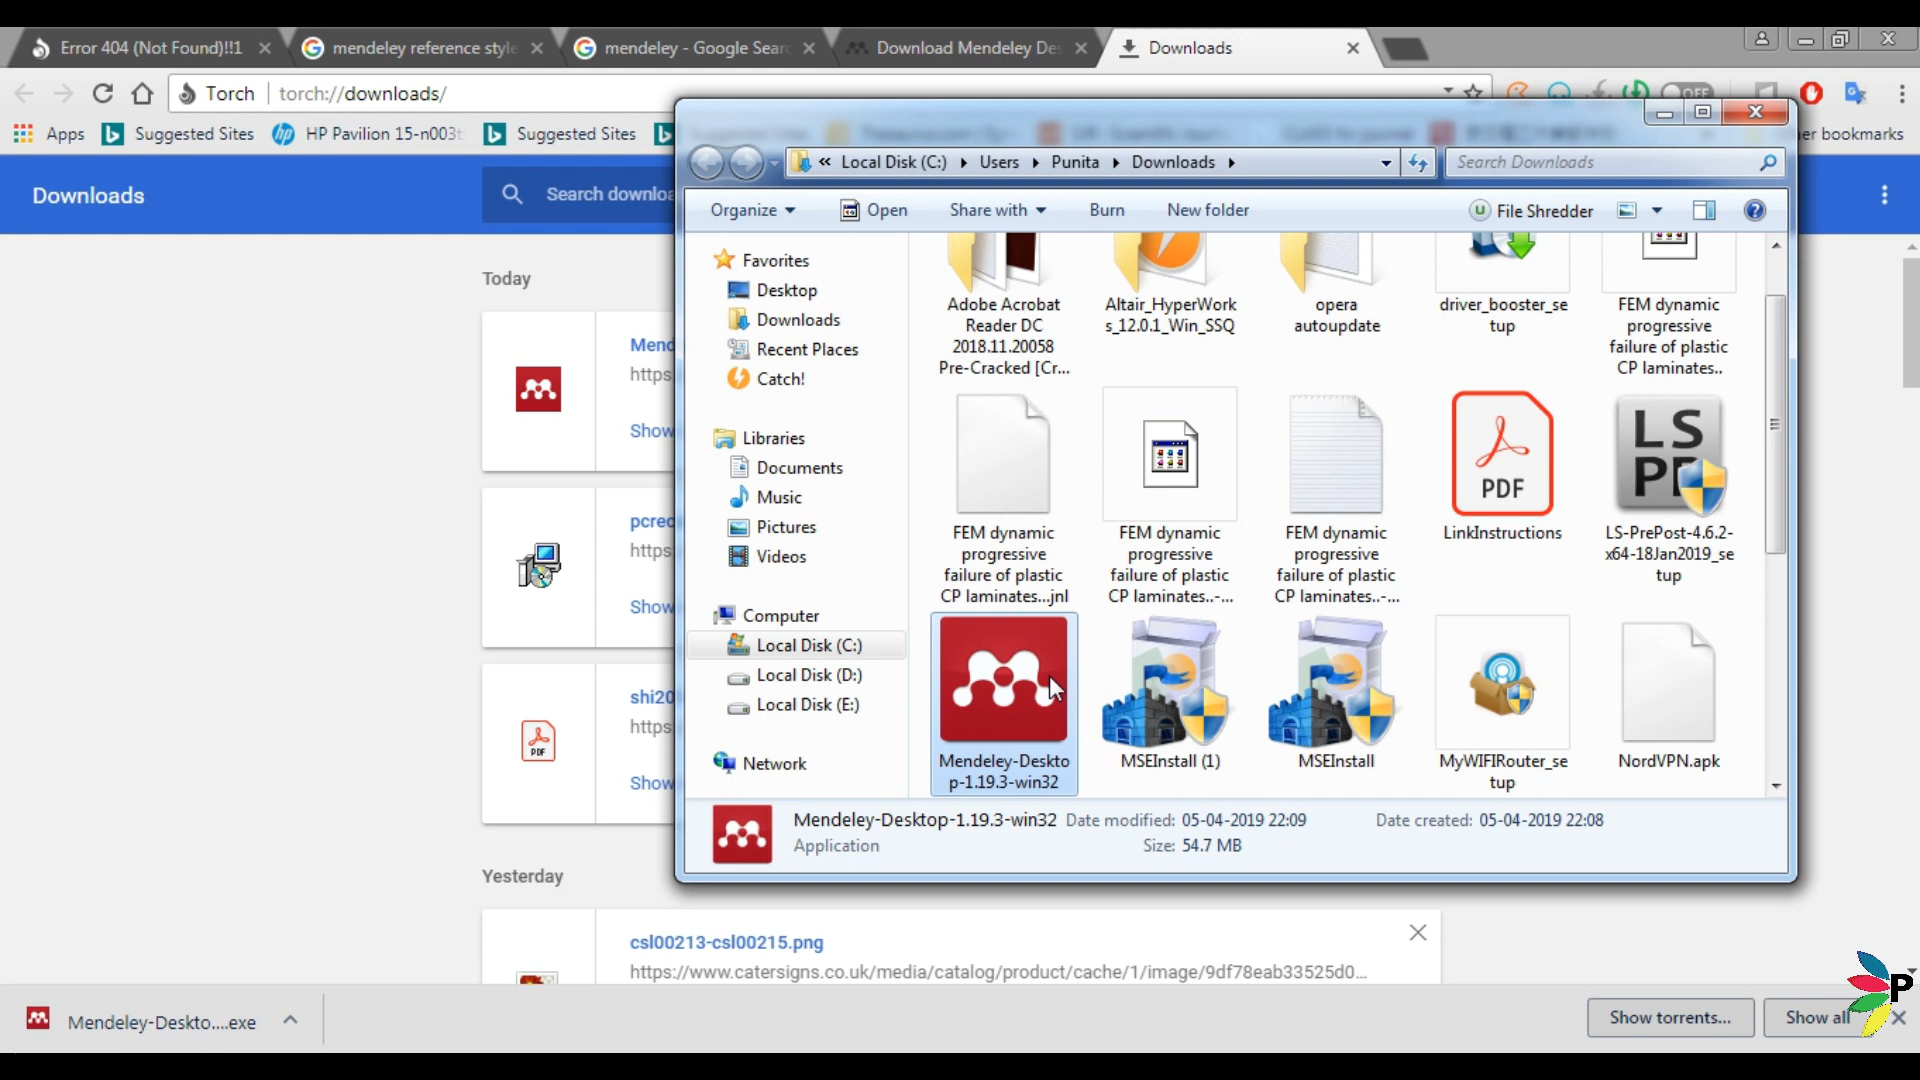 Error 404 (Not Found)!!1
mendeley reference style
mendeley - Google Sear
Download Mendeley Des
Downloads
Torch
torch://downloads/
OFF
Apps
Suggested Sites
HP Pavilion 15-n003t
Suggested Sites
er bookmarks
Downloads
Search downloa
Today
Mend
https
Show
pcrec
https
Show
shi20
https
Show
PDF
Yesterday
csl00213-csl00215.png
https://www.catersigns.co.uk/media/catalog/product/cache/1/image/9df78eab33525d0...
« Local Disk (C:) Users Punita Downloads
Search Downloads
Organize
Open
Share with
Burn
New folder
File Shredder
Favorites
Desktop
Downloads
Recent Places
Catch!
Libraries
Documents
Music
Pictures
Videos
Computer
Local Disk (C:)
Local Disk (D:)
Local Disk (E:)
Network
Adobe Acrobat
Reader DC
2018.11.20058
Pre-Cracked [Cr...
Altair_HyperWork
s_12.0.1_Win_SSQ
opera
autoupdate
driver_booster_se
tup
FEM dynamic
progressive
failure of plastic
CP laminates..
FEM dynamic
progressive
failure of plastic
CP laminates...jnl
FEM dynamic
progressive
failure of plastic
CP laminates..-...
FEM dynamic
progressive
failure of plastic
CP laminates..-...
PDF
LinkInstructions
LS
LS-PrePost-4.6.2-
x64-18Jan2019_se
tup
Mendeley-Deskto
p-1.19.3-win32
MSEInstall (1)
MSEInstall
MyWIFIRouter_se
tup
NordVPN.apk
Mendeley-Desktop-1.19.3-win32
Date modified: 05-04-2019 22:09
Date created: 05-04-2019 22:08
Application
Size: 54.7 MB
Mendeley-Deskto....exe
Show torrents...
Show all
P